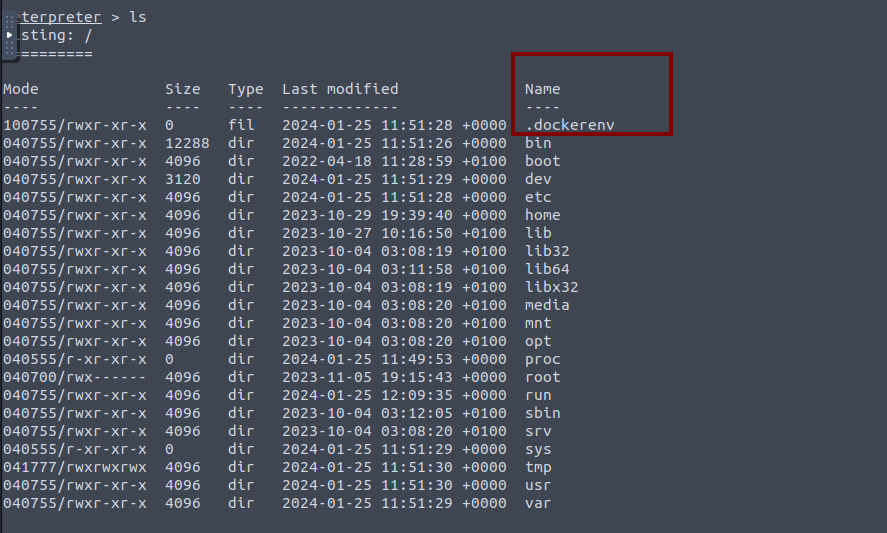 terpreter > ls
sting: /
=========
Mode Size Type Last modified Name
---- ---- ---- ------------- ----
100755/rwxr-xr-x 0 fil 2024-01-25 11:51:28 +0000 .dockerenv
040755/rwxr-xr-x 12288 dir 2024-01-25 11:51:26 +0000 bin
040755/rwxr-xr-x 4096 dir 2022-04-18 11:28:59 +0100 boot
040755/rwxr-xr-x 3120 dir 2024-01-25 11:51:29 +0000 dev
040755/rwxr-xr-x 4096 dir 2024-01-25 11:51:28 +0000 etc
040755/rwxr-xr-x 4096 dir 2023-10-29 19:39:40 +0000 home
040755/rwxr-xr-x 4096 dir 2023-10-27 10:16:50 +0100 lib
040755/rwxr-xr-x 4096 dir 2023-10-04 03:08:19 +0100 lib32
040755/rwxr-xr-x 4096 dir 2023-10-04 03:11:58 +0100 lib64
040755/rwxr-xr-x 4096 dir 2023-10-04 03:08:19 +0100 libx32
040755/rwxr-xr-x 4096 dir 2023-10-04 03:08:20 +0100 media
040755/rwxr-xr-x 4096 dir 2023-10-04 03:08:20 +0100 mnt
040755/rwxr-xr-x 4096 dir 2023-10-04 03:08:20 +0100 opt
040555/r-xr-xr-x 0 dir 2024-01-25 11:49:53 +0000 proc
040700/rwx------ 4096 dir 2023-11-05 19:15:43 +0000 root
040755/rwxr-xr-x 4096 dir 2024-01-25 12:09:35 +0000 run
040755/rwxr-xr-x 4096 dir 2023-10-04 03:12:05 +0100 sbin
040755/rwxr-xr-x 4096 dir 2023-10-04 03:08:20 +0100 srv
040555/r-xr-xr-x 0 dir 2024-01-25 11:51:29 +0000 sys
041777/rwxrwxrwx 4096 dir 2024-01-25 11:51:30 +0000 tmp
040755/rwxr-xr-x 4096 dir 2024-01-25 11:51:30 +0000 usr
040755/rwxr-xr-x 4096 dir 2024-01-25 11:51:29 +0000 var